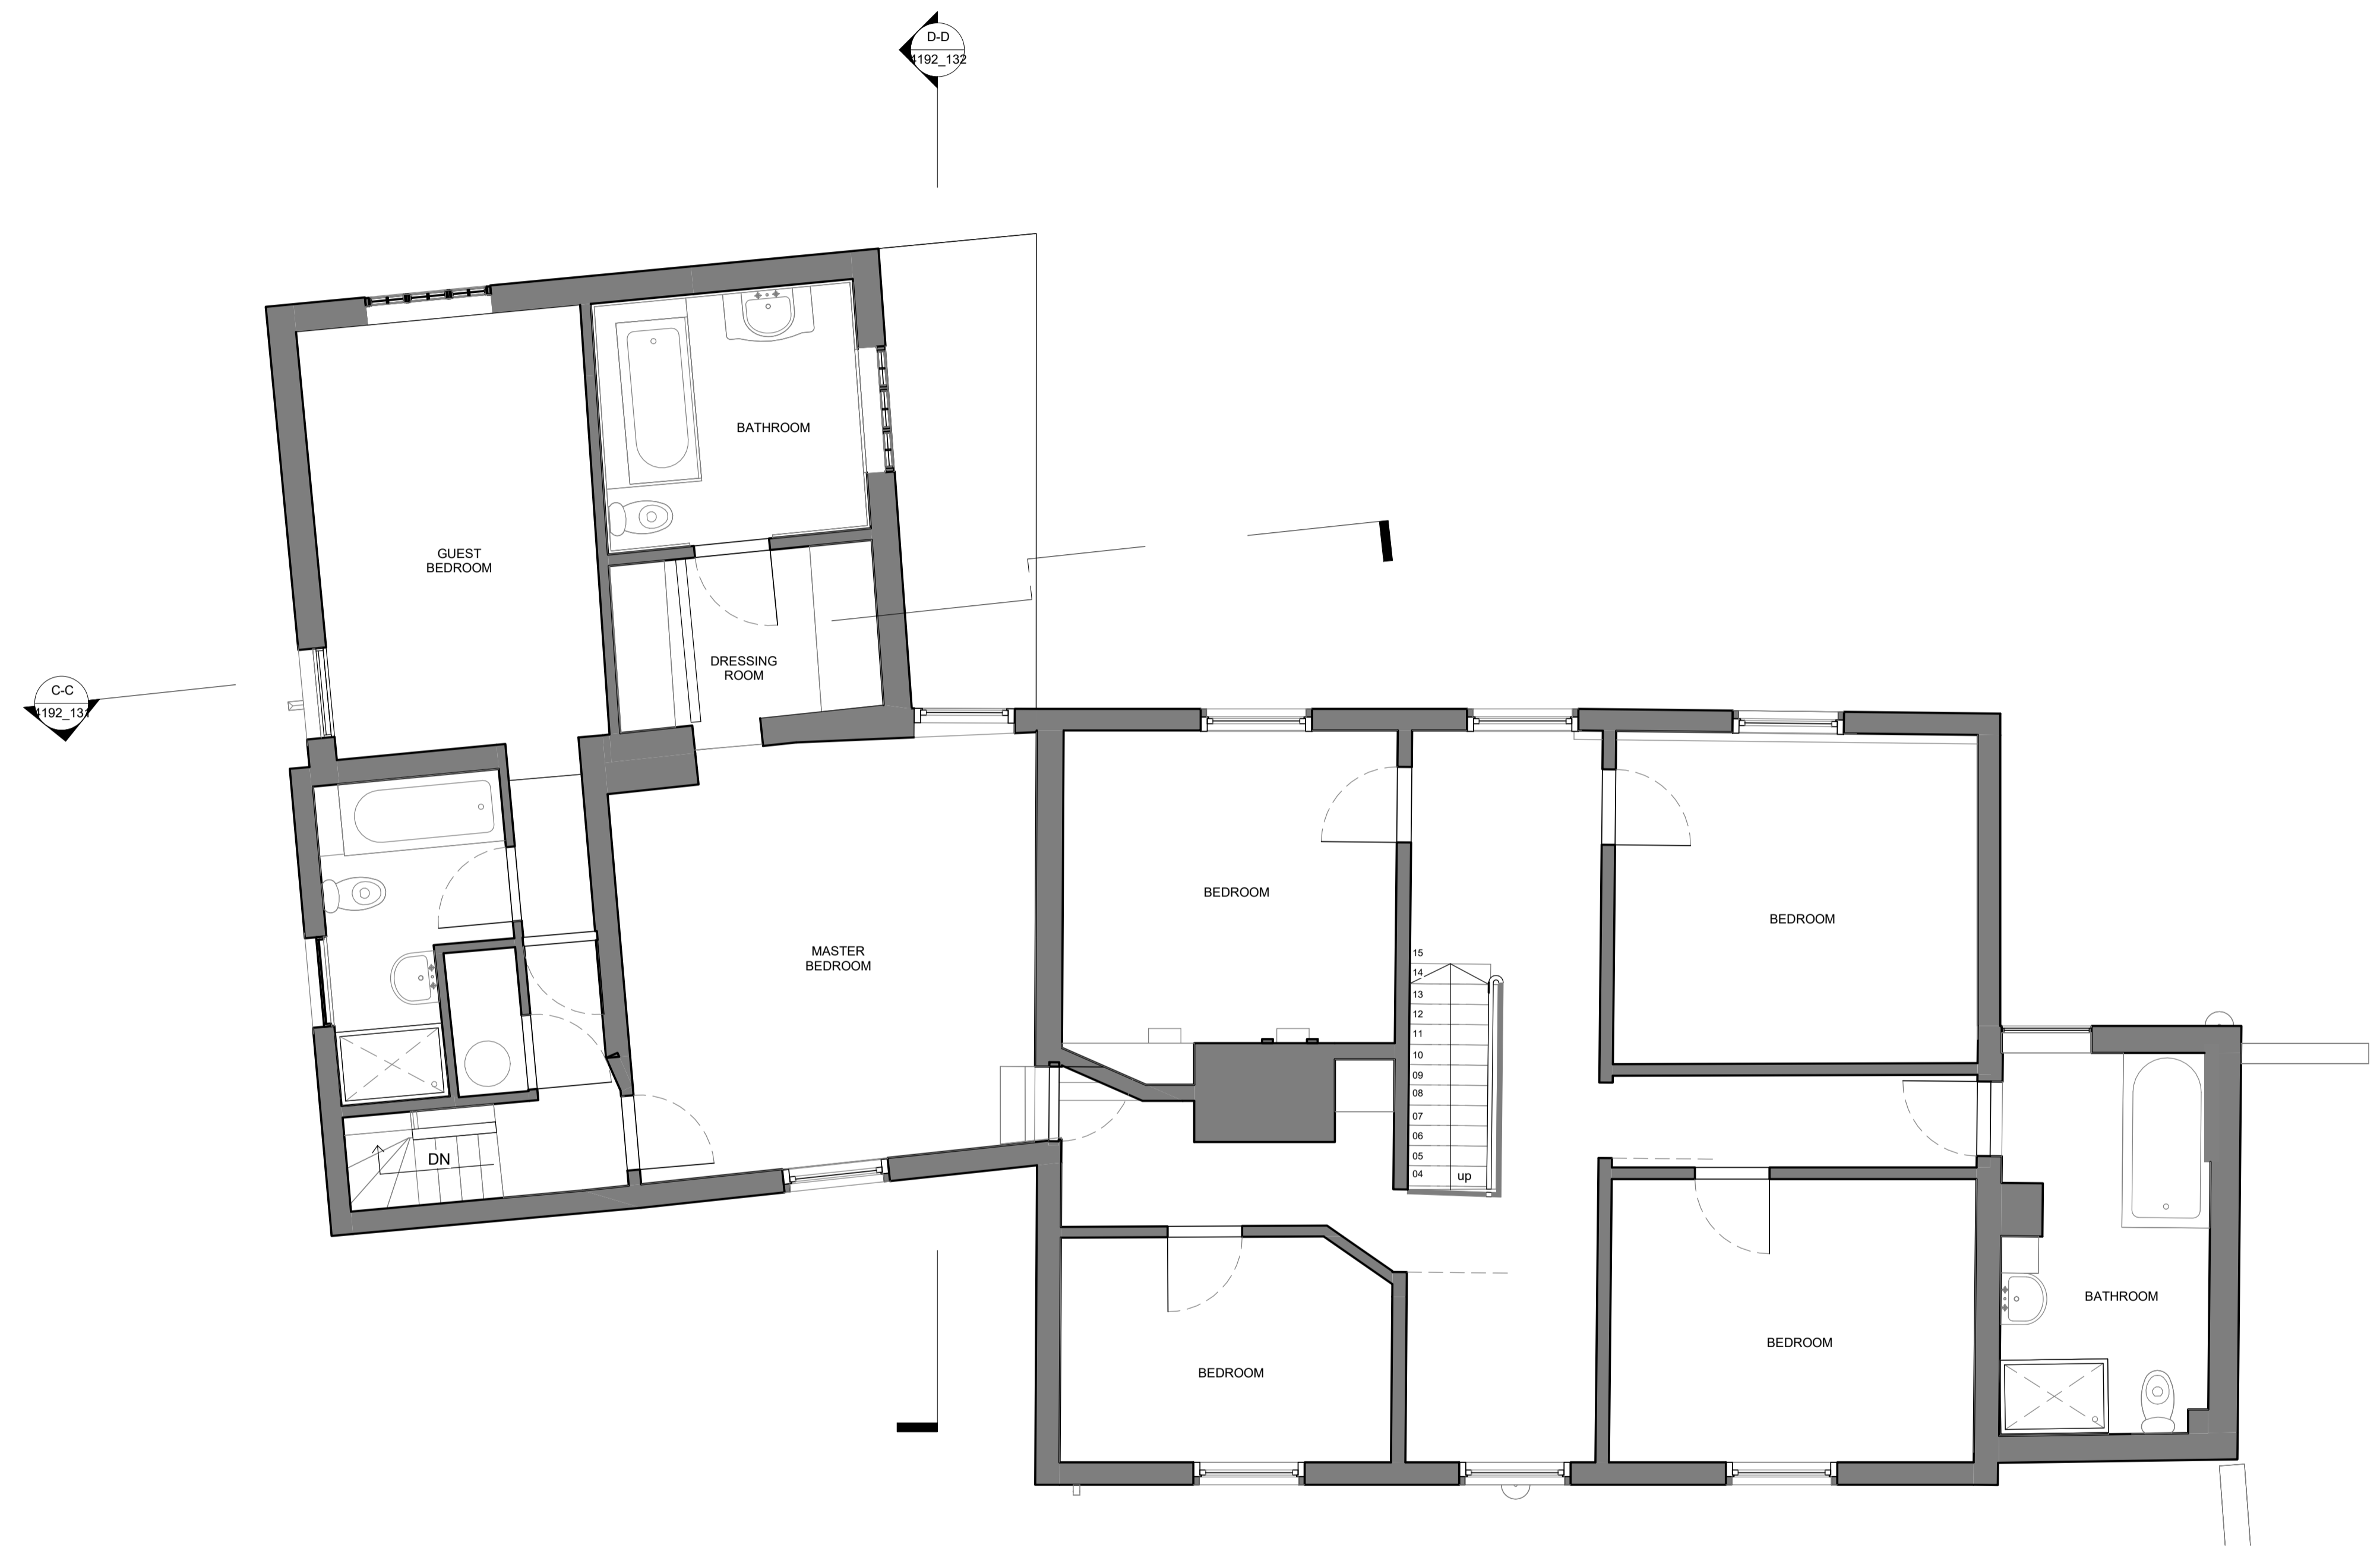 D-D
4192_132
BATHROOM
GUEST
BEDROOM
DRESSING
ROOM
C-C
4192_131
BEDROOM
BEDROOM
MASTER
BEDROOM
15
14
13
12
11
10
09
08
07
06
05
04
up
DN
BATHROOM
BEDROOM
BEDROOM